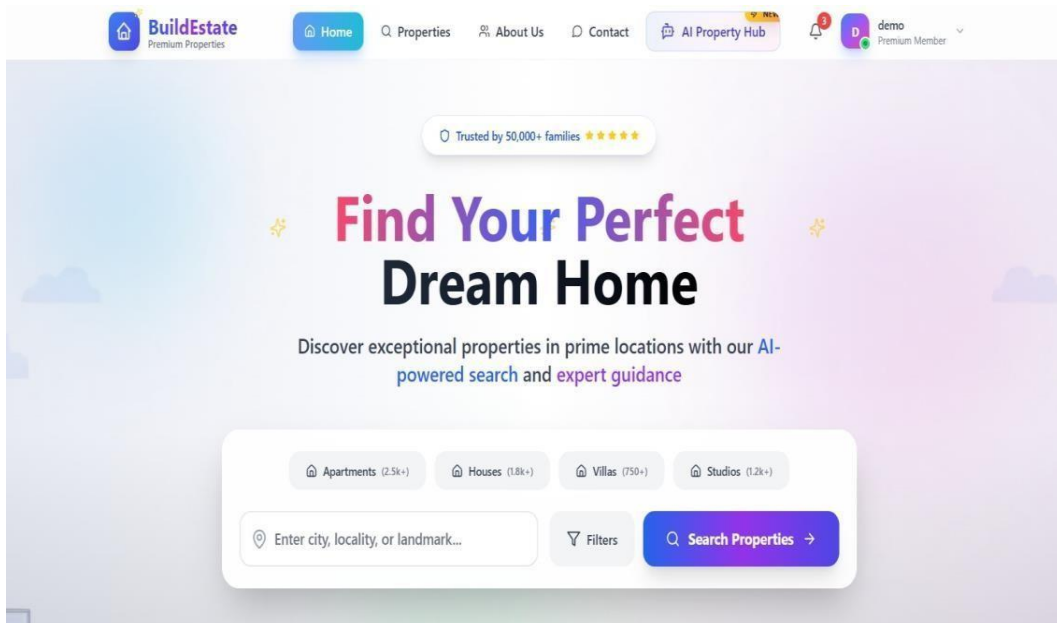 BuildEstate
Premium Properties
Home
Properties
About Us
Contact
AI Property Hub
NEW
3
D
demo
Premium Member
Trusted by 50,000+ families
Find Your Perfect
Dream Home
Discover exceptional properties in prime locations with our AI-
powered search and expert guidance
Apartments (2.5k+)
Houses (1.8k+)
Villas (750+)
Studios (1.2k+)
Enter city, locality, or landmark...
Filters
Search Properties